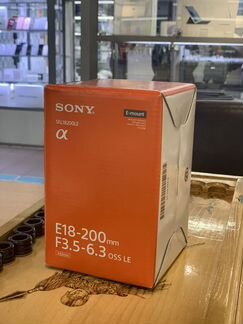 SONY
E-mount
SEL18200LE
α
E18-200mm
F3.5-6.3 OSS LE